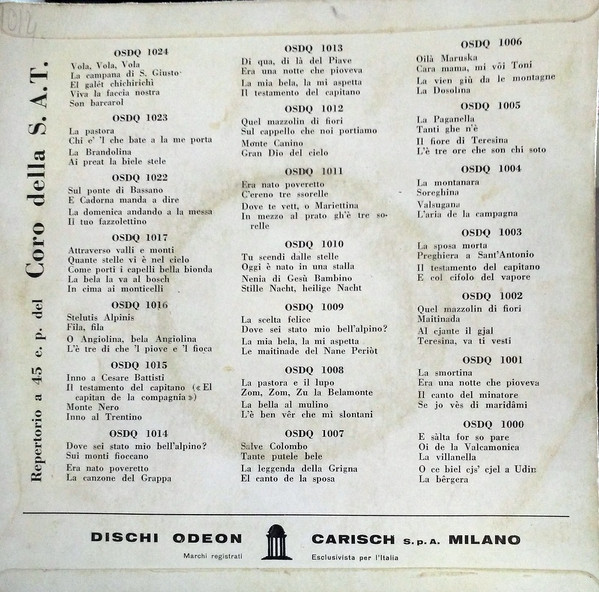 014
Repertorio a 45 e. p. del Coro della S. A. T.
OSDQ 1024
Vola, Vola, Vola
La campana di S. Giusto
El galét chichirichì
Viva la faccia nostra
Son barcarol
OSDQ 1023
La pastora
Chi e' 'l che bate a la me porta
La Brandolina
Ai preat la biele stele
OSDQ 1022
Sul ponte di Bassano
E Cadorna manda a dire
La domenica andando a la messa
Il tuo fazzolettino
OSDQ 1017
Attraverso valli e monti
Quante stelle vi è nel cielo
Come porti i capelli bella bionda
La bela la va al bosch
In cima ai monticelli
OSDQ 1016
Stelutis Alpinis
Fila, fila
O Angiolina, bela Angiolina
L'è tre dì che 'l piove e 'l fioca
OSDQ 1015
Inno a Cesare Battisti
Il testamento del capitano (« El
capitan de la compagnia »)
Monte Nero
Inno al Trentino
OSDQ 1014
Dove sei stato mio bell'alpino?
Sui monti fioccano
Era nato poveretto
La canzone del Grappa
OSDQ 1013
Di qua, di là del Piave
Era una notte che pioveva
La mia bela, la mi aspetta
Il testamento del capitano
OSDQ 1012
Quel mazzolin di fiori
Sul cappello che noi portiamo
Monte Canino
Gran Dio del cielo
OSDQ 1011
Era nato poveretto
C'ereno tre ssorelle
Dove te vett, o Mariettina
In mezzo al prato gh'è tre so-
relle
OSDQ 1010
Tu scendi dalle stelle
Oggi è nato in una stalla
Nenia di Gesù Bambino
Stille Nacht, heilige Nacht
OSDQ 1009
La scelta felice
Dove sei stato mio bell'alpino?
La mia bela, la mi aspetta
Le maitinade del Nane Periòt
OSDQ 1008
La pastora e il lupo
Zom, Zom, Zu la Belamonte
La bella al mulino
L'è ben vêr che mi slontani
OSDQ 1007
Salve Colombo
Tante putele bele
La leggenda della Grigna
El canto de la sposa
OSDQ 1006
Oilà Maruska
Cara mama, mi vöi Toni
La vien giù da le montagne
La Dosolina
OSDQ 1005
La Paganella
Tanti ghe n'è
Il fiore di Teresina
L'è tre ore che son chi soto
OSDQ 1004
La montanara
Soreghina
Valsugana
L'aria de la campagna
OSDQ 1003
La sposa morta
Preghiera a Sant'Antonio
Il testamento del capitano
E col cifolo del vapore
OSDQ 1002
Quel mazzolin di fiori
Maitinada
Al cjante il gjal
Teresina, va ti vesti
OSDQ 1001
La smortina
Era una notte che pioveva
Il canto del minatore
Se jo vès di maridâmi
OSDQ 1000
E sàlta for so pare
Oi de la Valcamonica
La villanella
O ce biel cjs' cjel a Udin
La bêrgera
DISCHI ODEON
Marchi registrati
CARISCH S.p.A. MILANO
Esclusivista per l'Italia